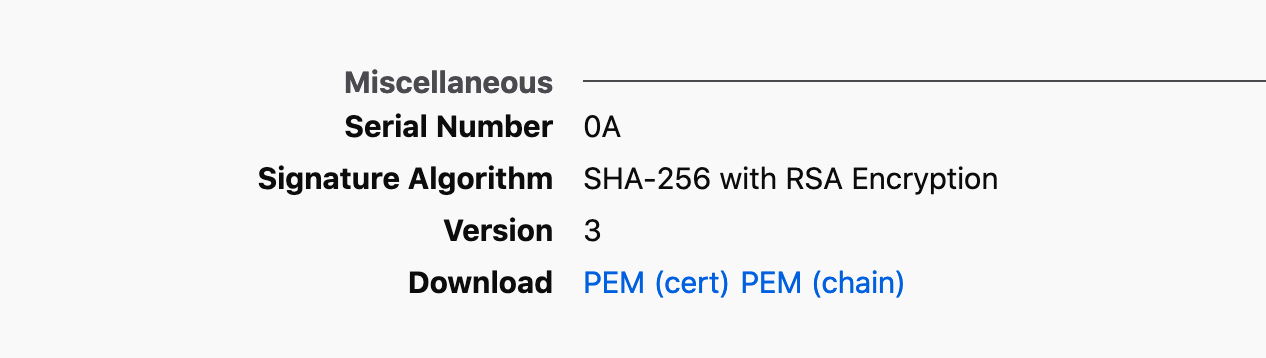 Miscellaneous
Serial Number 0A
Signature Algorithm SHA-256 with RSA Encryption
Version 3
Download PEM (cert) PEM (chain)